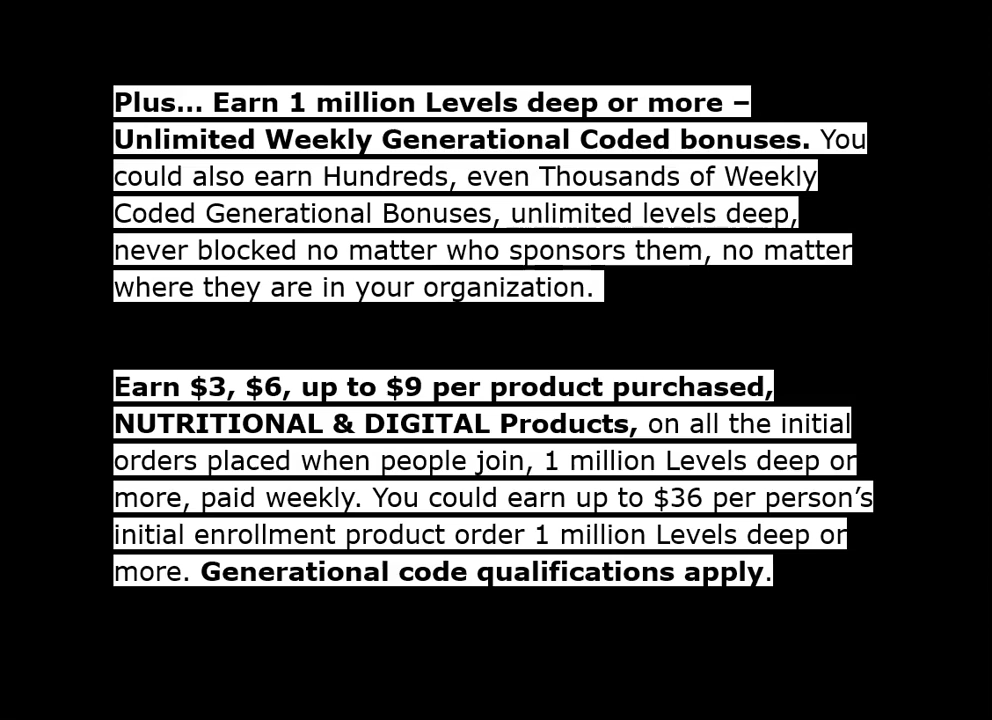 Plus... Earn 1 million Levels deep or more –
Unlimited Weekly Generational Coded bonuses. You
could also earn Hundreds, even Thousands of Weekly
Coded Generational Bonuses, unlimited levels deep,
never blocked no matter who sponsors them, no matter
where they are in your organization.
Earn $3, $6, up to $9 per product purchased,
NUTRITIONAL & DIGITAL Products, on all the initial
orders placed when people join, 1 million Levels deep or
more, paid weekly. You could earn up to $36 per person’s
initial enrollment product order 1 million Levels deep or
more. Generational code qualifications apply.